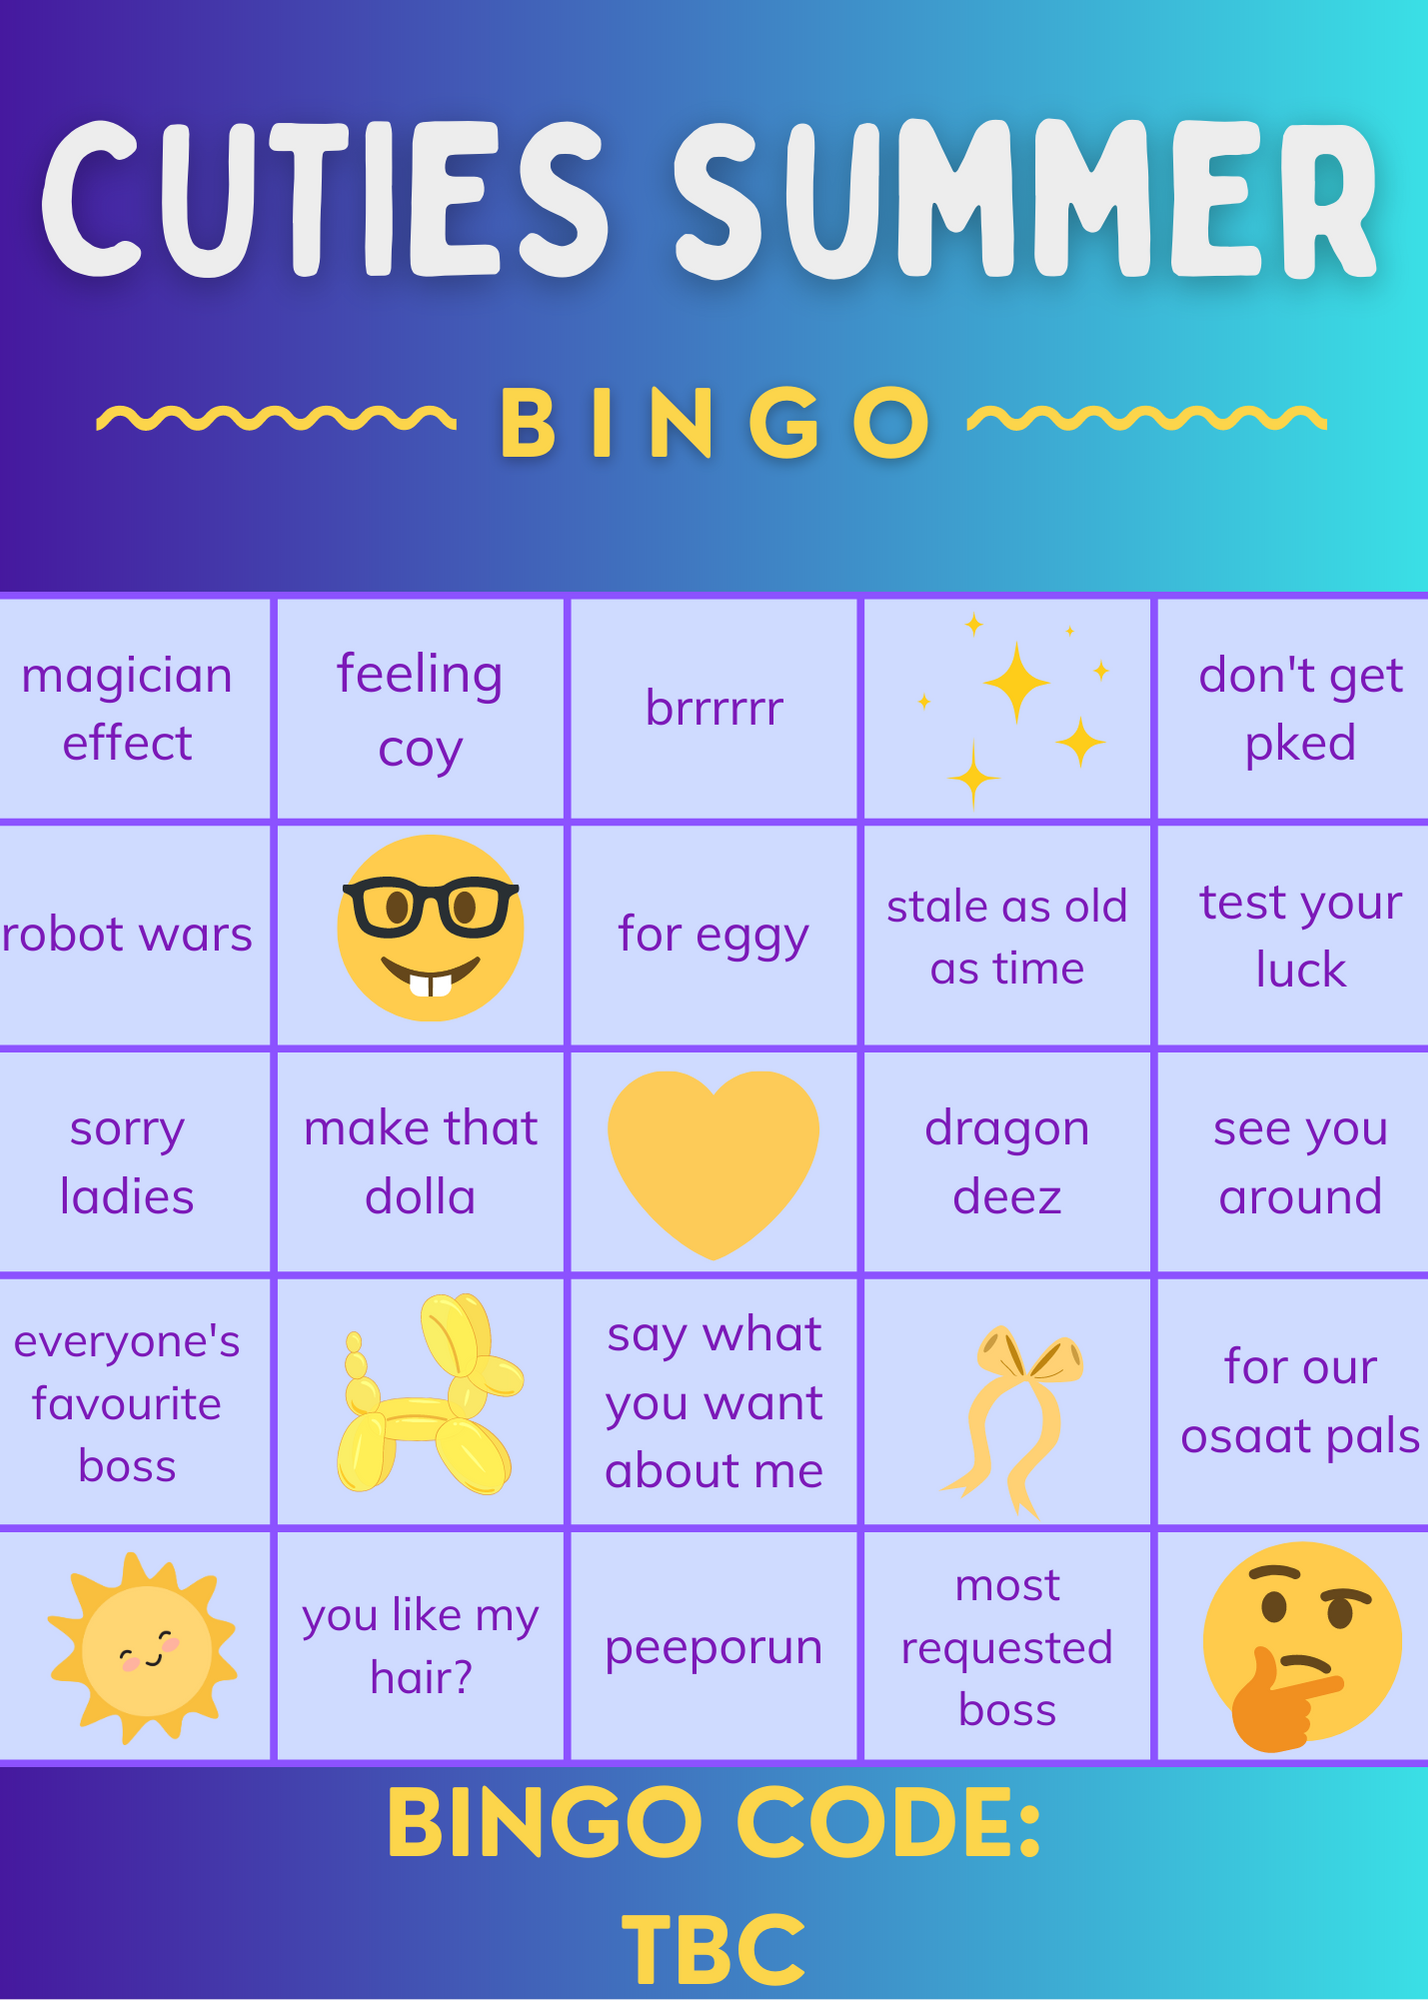 CUTIES SUMMER
BINGO
magician
effect
feeling
coy
brrrrrr
don't get
pked
robot wars
for eggy
stale as old
as time
test your
luck
sorry
ladies
make that
dolla
dragon
deez
see you
around
everyone's
favourite
boss
say what
you want
about me
for our
osaat pals
you like my
hair?
peeporun
most
requested
boss
BINGO CODE:
TBC